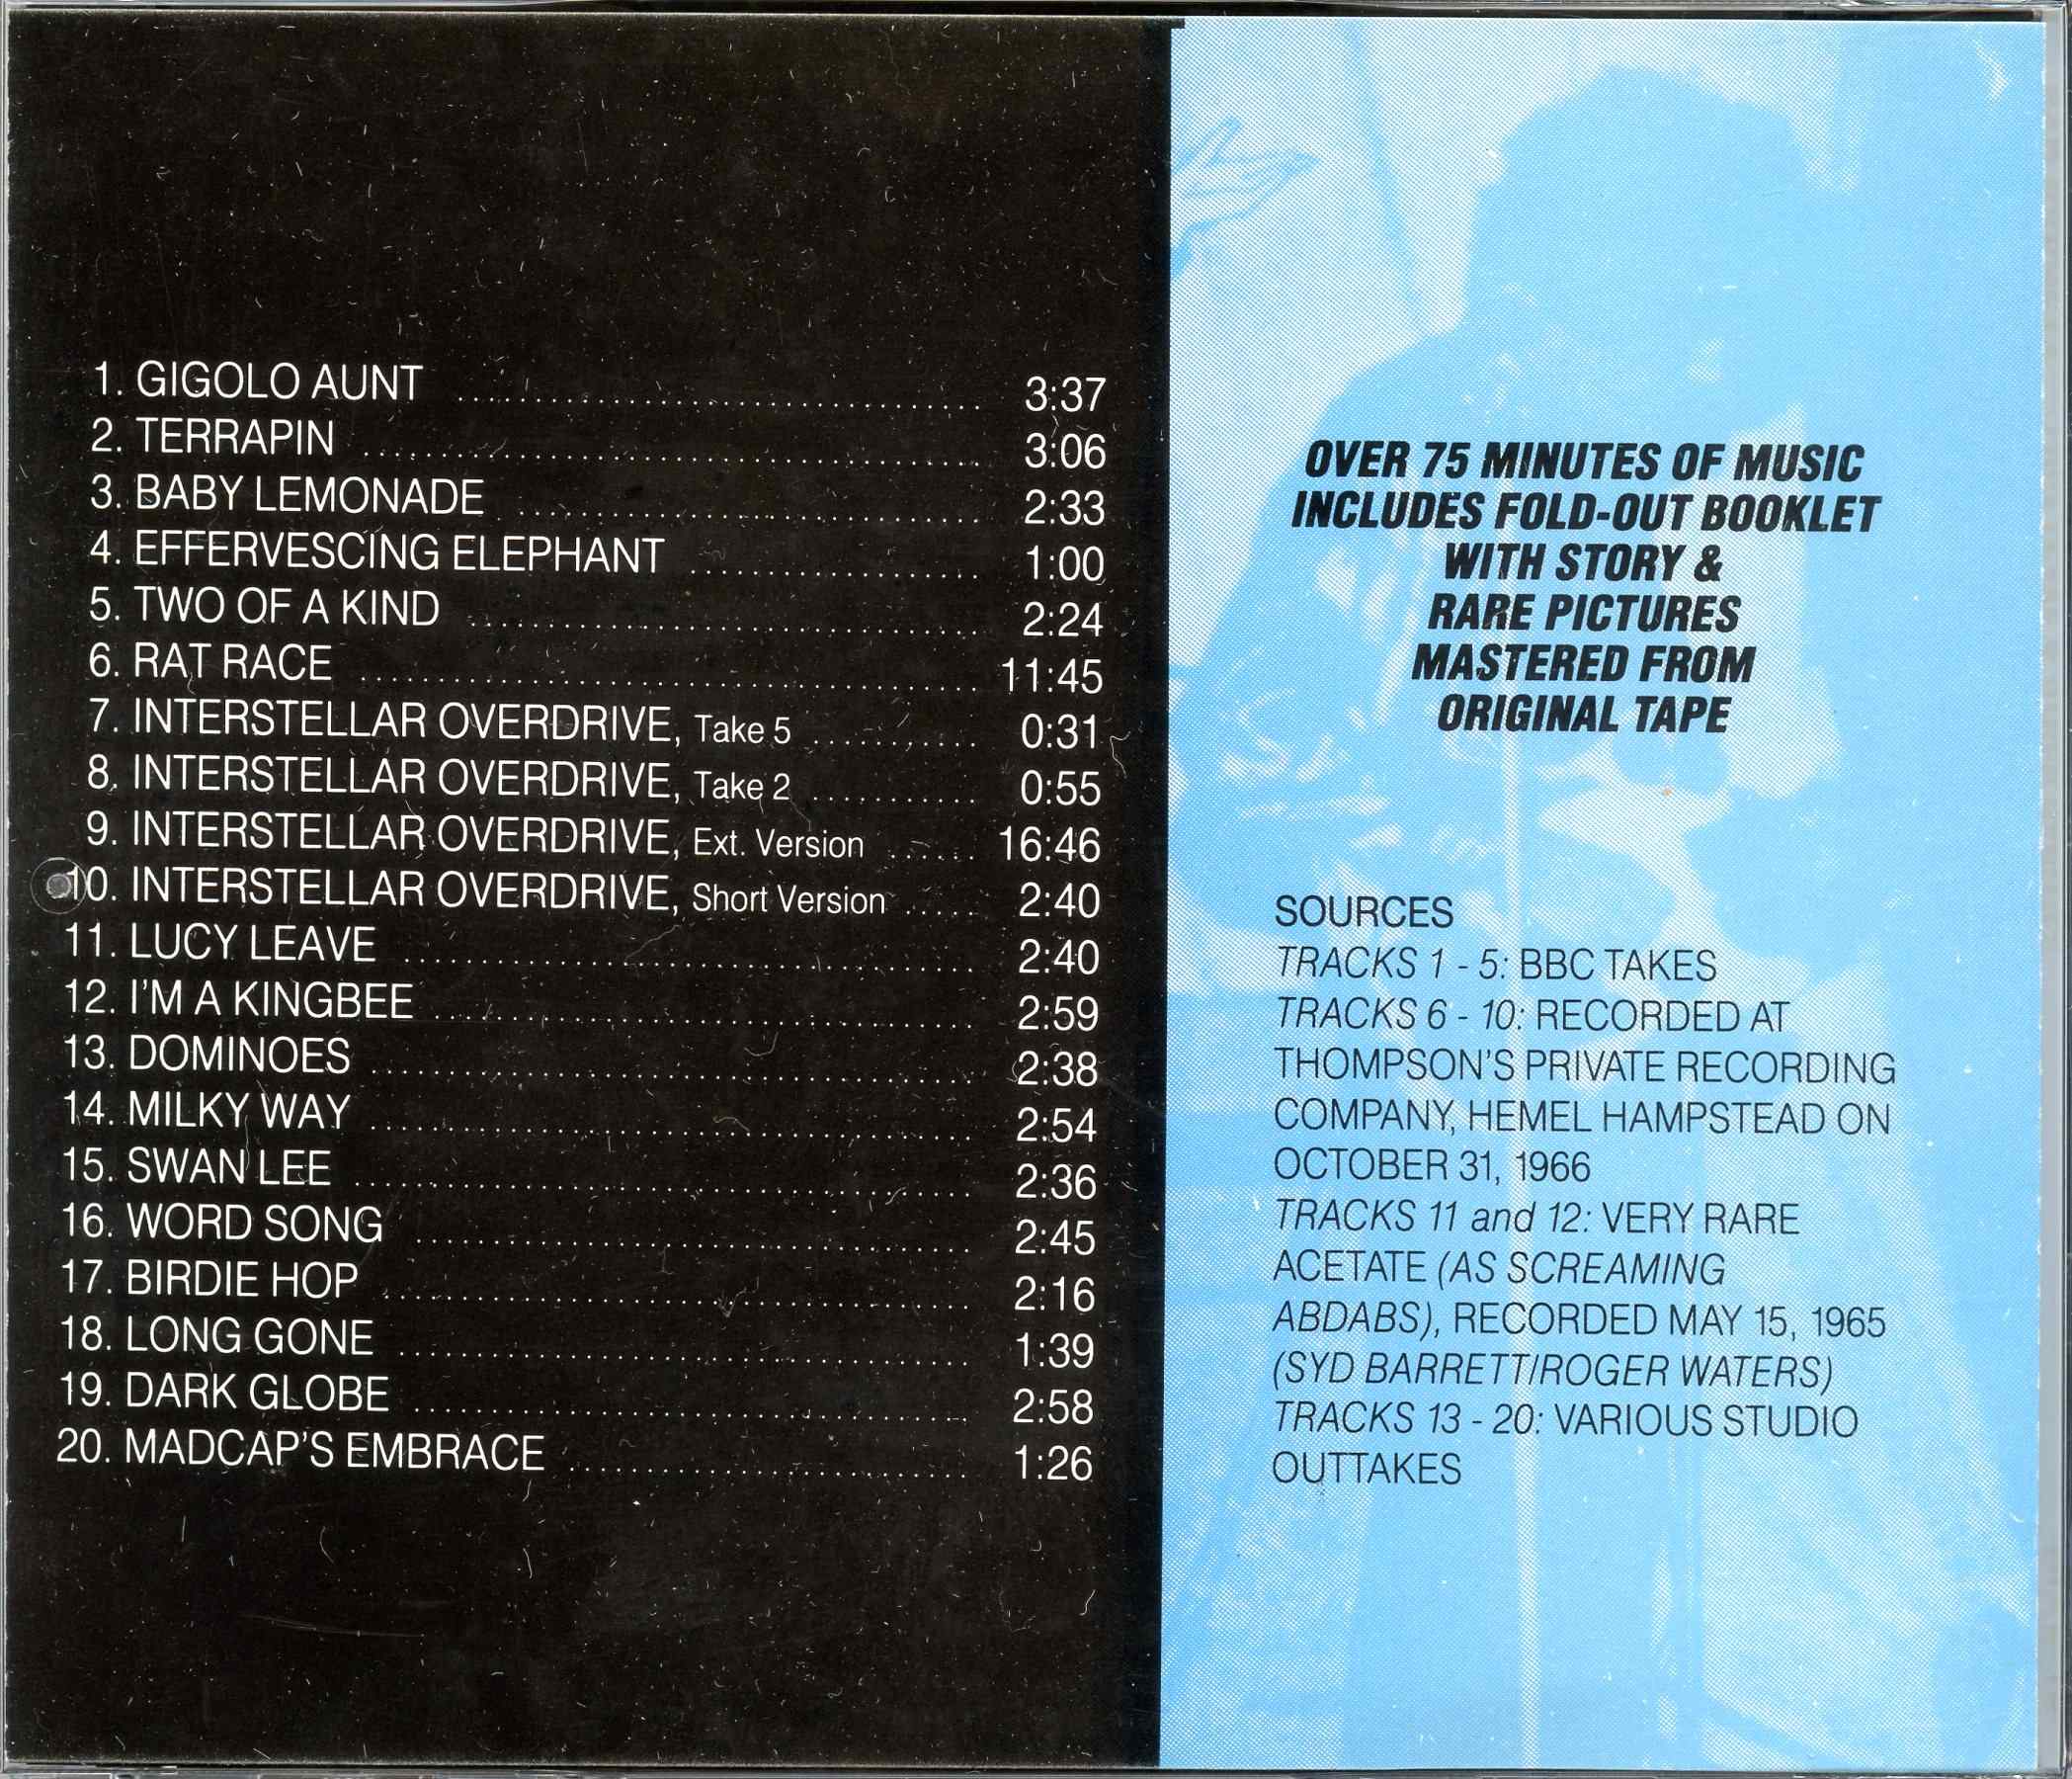 1. GIGOLO AUNT ........ 3:37
2. TERRAPIN ........ 3:06
3. BABY LEMONADE ........ 2:33
4. EFFERVESCING ELEPHANT ........ 1:00
5. TWO OF A KIND ........ 2:24
6. RAT RACE ........ 11:45
7. INTERSTELLAR OVERDRIVE, Take 5 ........ 0:31
8. INTERSTELLAR OVERDRIVE, Take 2 ........ 0:55
9. INTERSTELLAR OVERDRIVE, Ext. Version ...... 16:46
10. INTERSTELLAR OVERDRIVE, Short Version ..... 2:40
11. LUCY LEAVE ........ 2:40
12. I'M A KINGBEE ........ 2:59
13. DOMINOES ........ 2:38
14. MILKY WAY ........ 2:54
15. SWAN LEE ........ 2:36
16. WORD SONG ........ 2:45
17. BIRDIE HOP ........ 2:16
18. LONG GONE ........ 1:39
19. DARK GLOBE ........ 2:58
20. MADCAP'S EMBRACE ........ 1:26
OVER 75 MINUTES OF MUSIC
INCLUDES FOLD-OUT BOOKLET
WITH STORY &
RARE PICTURES
MASTERED FROM
ORIGINAL TAPE
SOURCES
TRACKS 1 - 5: BBC TAKES
TRACKS 6 - 10: RECORDED AT
THOMPSON'S PRIVATE RECORDING
COMPANY, HEMEL HAMPSTEAD ON
OCTOBER 31, 1966
TRACKS 11 and 12: VERY RARE
ACETATE (AS SCREAMING
ABDABS), RECORDED MAY 15, 1965
(SYD BARRETT/ROGER WATERS)
TRACKS 13 - 20: VARIOUS STUDIO
OUTTAKES